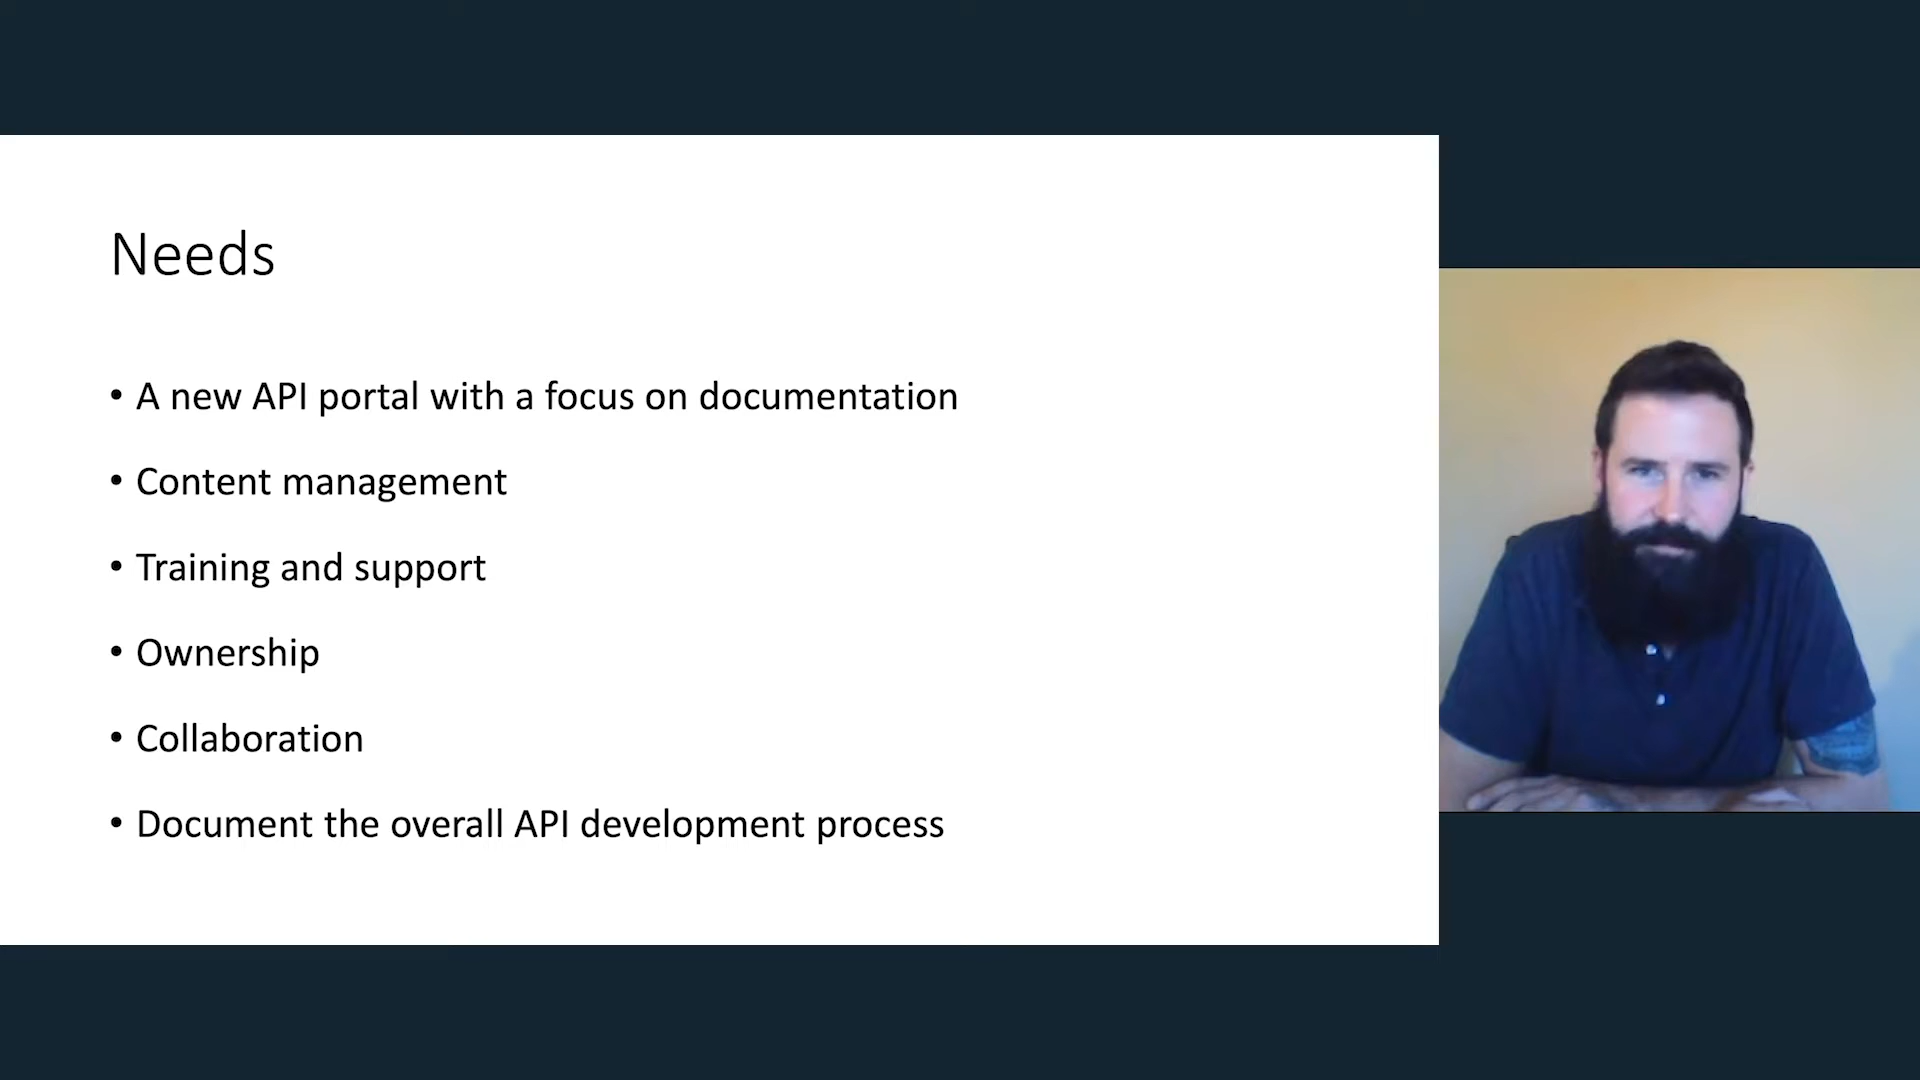 Needs
• A new API portal with a focus on documentation
• Content management
• Training and support
• Ownership
• Collaboration
• Document the overall API development process